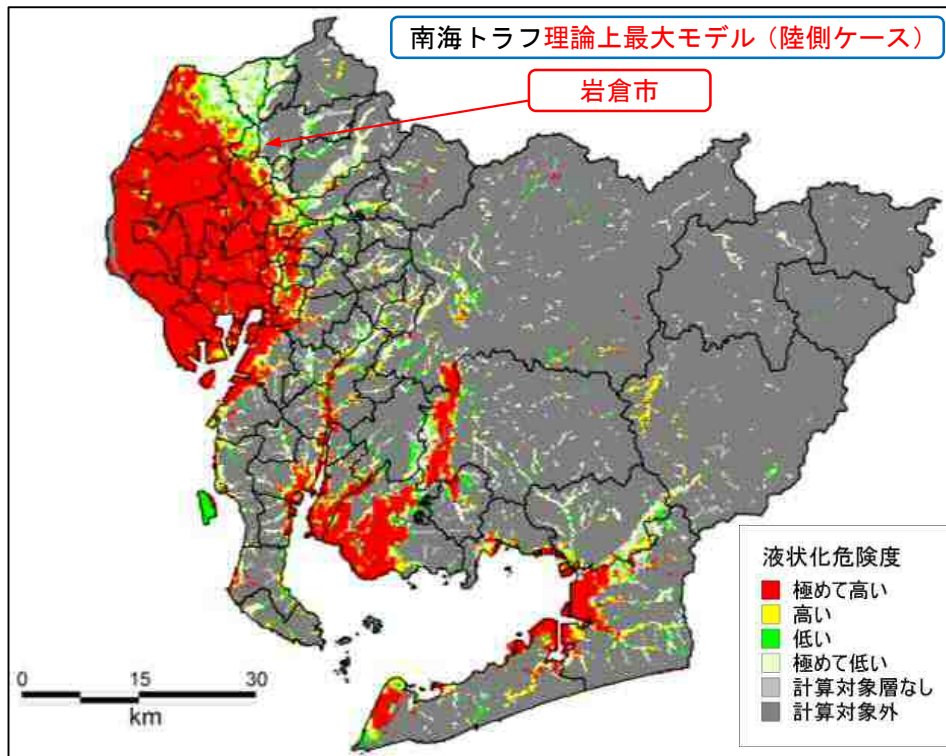 南海トラフ理論上最大モデル（陸側ケース）
岩倉市
液状化危険度
極めて高い
高い
低い
極めて低い
計算対象層なし
計算対象外
0 15 30
km